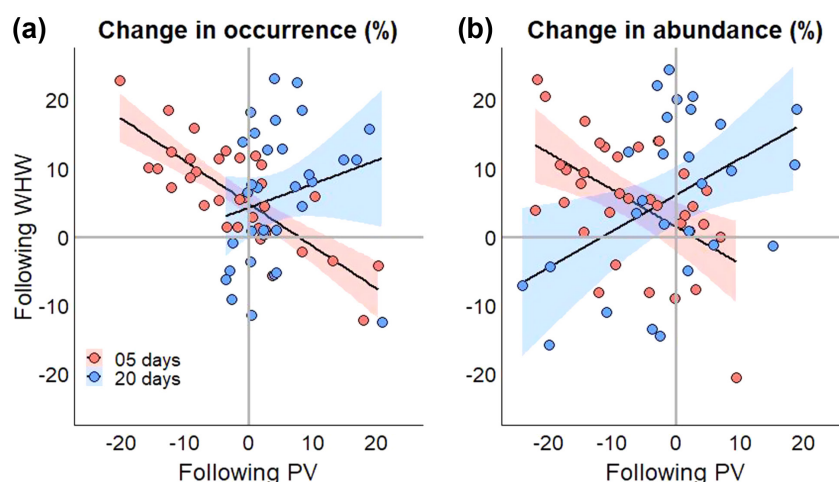 (a) Change in occurrence (%)
(b) Change in abundance (%)
Following WHW
20
10
0
-10
-20
05 days
20 days
-20 -10 0 10 20
Following PV
20
10
0
-10
-20
-20 -10 0 10 20
Following PV